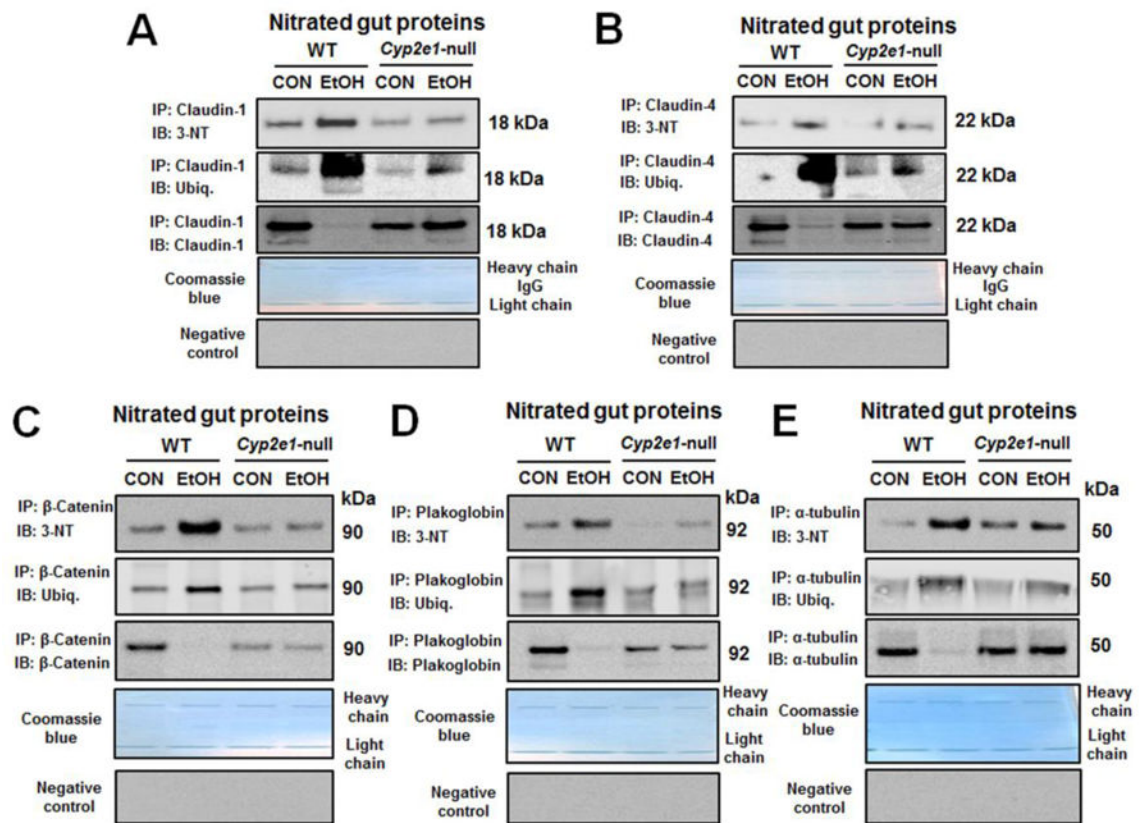 A
Nitrated gut proteins
WT Cyp2e1-null
CON EtOH CON EtOH
IP: Claudin-1
IB: 3-NT
18 kDa
IP: Claudin-1
IB: Ubiq.
18 kDa
IP: Claudin-1
IB: Claudin-1
18 kDa
Coomassie
blue
Heavy chain
IgG
Light chain
Negative
control
B
Nitrated gut proteins
WT Cyp2e1-null
CON EtOH CON EtOH
IP: Claudin-4
IB: 3-NT
22 kDa
IP: Claudin-4
IB: Ubiq.
22 kDa
IP: Claudin-4
IB: Claudin-4
22 kDa
Coomassie
blue
Heavy chain
IgG
Light chain
Negative
control
C
Nitrated gut proteins
WT Cyp2e1-null
CON EtOH CON EtOH
kDa
IP: β-Catenin
IB: 3-NT
90
IP: β-Catenin
IB: Ubiq.
90
IP: β-Catenin
IB: β-Catenin
90
Coomassie
blue
Heavy
chain
Light
chain
Negative
control
D
Nitrated gut proteins
WT Cyp2e1-null
CON EtOH CON EtOH
kDa
IP: Plakoglobin
IB: 3-NT
92
IP: Plakoglobin
IB: Ubiq.
92
IP: Plakoglobin
IB: Plakoglobin
92
Coomassie
blue
Heavy
chain
Light
chain
Negative
control
E
Nitrated gut proteins
WT Cyp2e1-null
CON EtOH CON EtOH
kDa
IP: α-tubulin
IB: 3-NT
50
IP: α-tubulin
IB: Ubiq.
50
IP: α-tubulin
IB: α-tubulin
50
Coomassie
blue
Heavy
chain
Light
chain
Negative
control